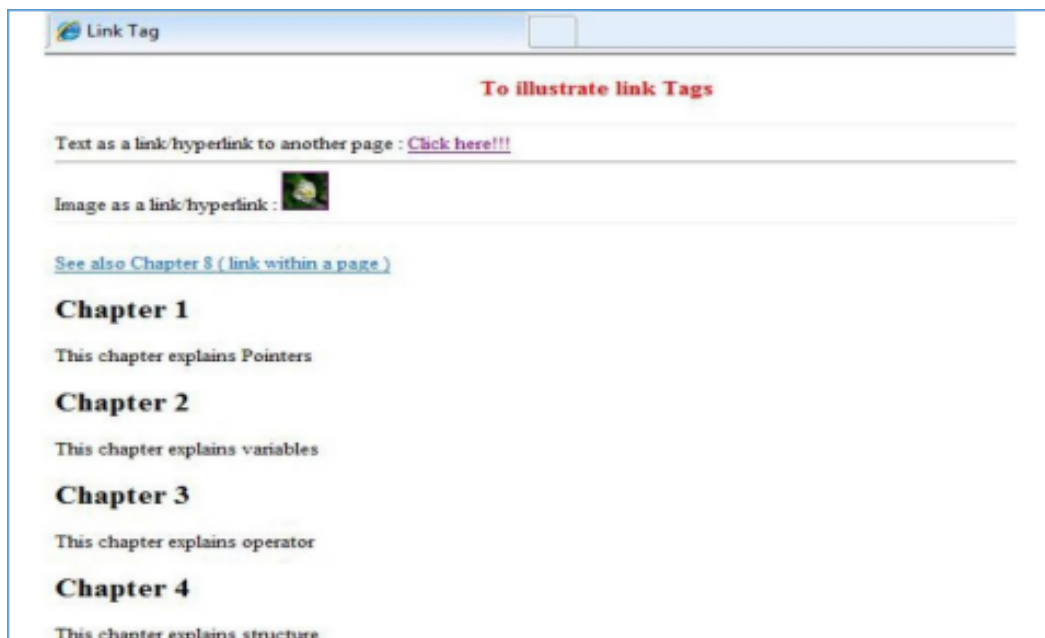 Link Tag
To illustrate link Tags
Text as a link/hyperlink to another page : Click here!!!
Image as a link/hyperlink :
See also Chapter 8 ( link within a page )
Chapter 1
This chapter explains Pointers
Chapter 2
This chapter explains variables
Chapter 3
This chapter explains operator
Chapter 4
This chapter explains structure